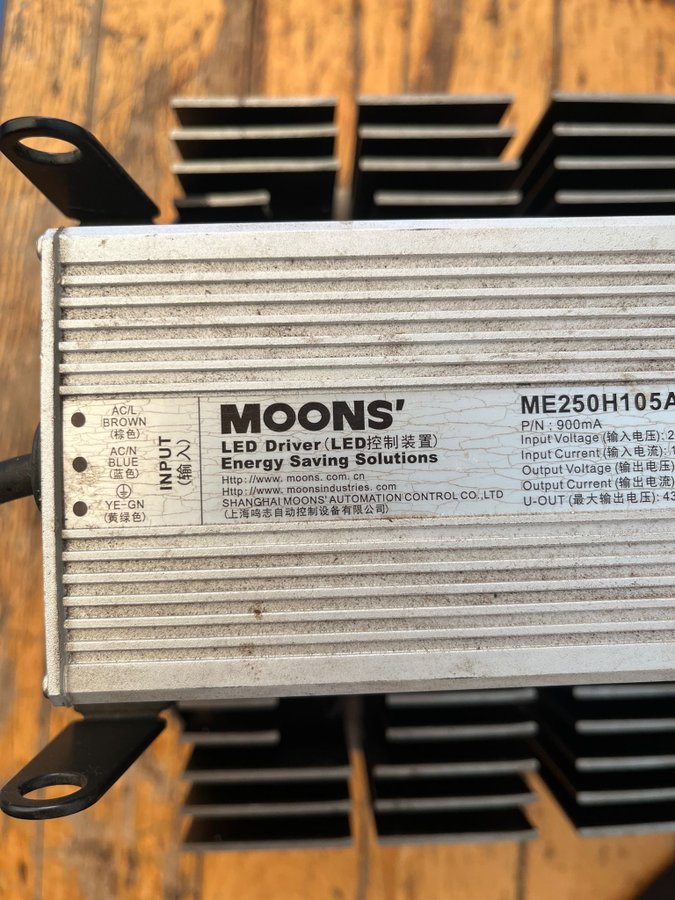 AC/L
BROWN
(棕色)
AC/N
BLUE
(蓝色)
YE-GN
(黄绿色)
INPUT
(输入)
MOONS'
LED Driver(LED控制装置)
Energy Saving Solutions
Http://www. moons. com. cn
Http://www. moonsindustries. com
SHANGHAI MOONS' AUTOMATION CONTROL CO.,LTD
(上海鸣志自动控制设备有限公司)
ME250H105A
P/N : 900mA
Input Voltage (输入电压): 2
Input Current (输入电流): 1
Output Voltage (输出电压)
Output Current (输出电流)
U-OUT (最大输出电压): 43